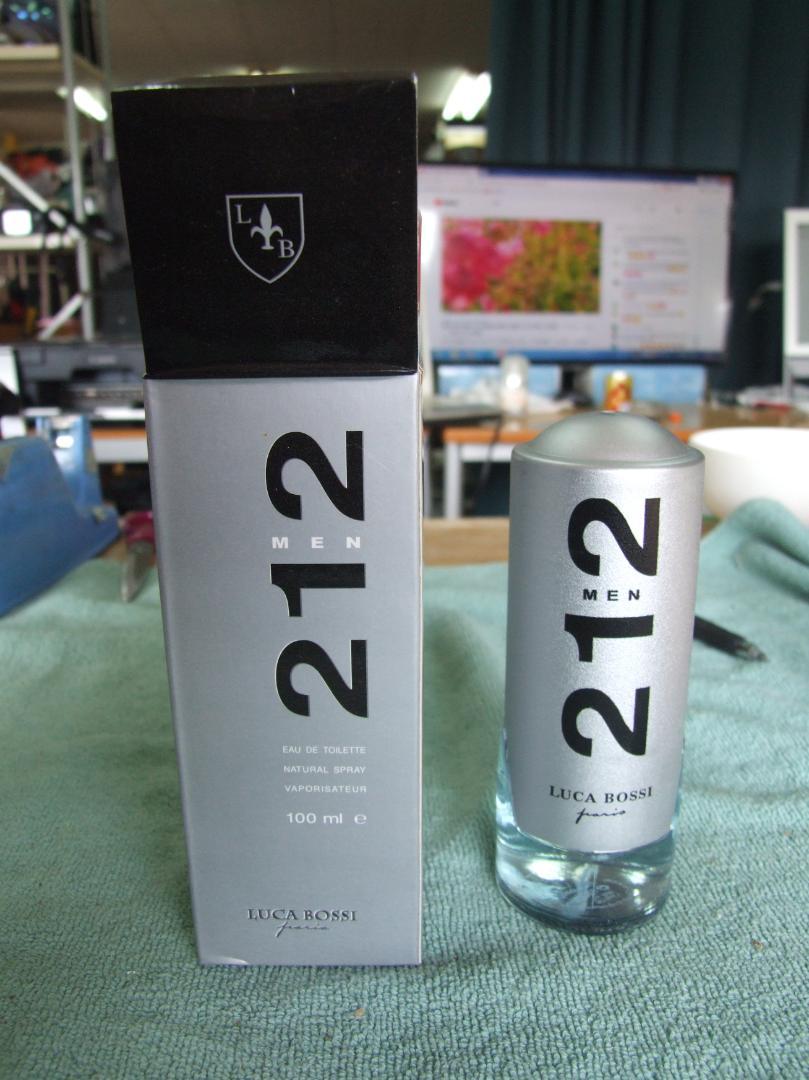 L B
212
MEN
EAU DE TOILETTE
NATURAL SPRAY
VAPORISATEUR
100 ml ℮
LUCA BOSSI
paris
212
MEN
LUCA BOSSI
paris